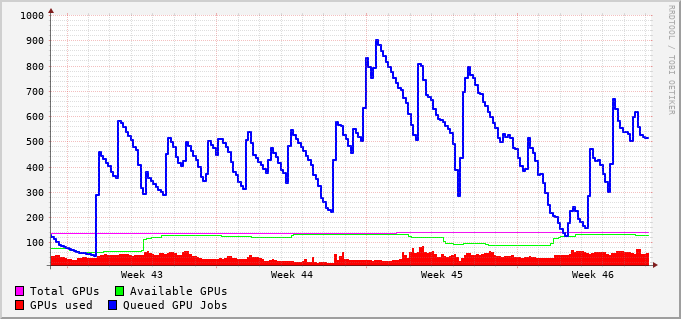 1000
900
800
700
600
500
400
300
200
100
Week 43 Week 44 Week 45 Week 46
Total GPUs Available GPUs
GPUs used Queued GPU Jobs
RRDTOOL / TOBI OETIKER